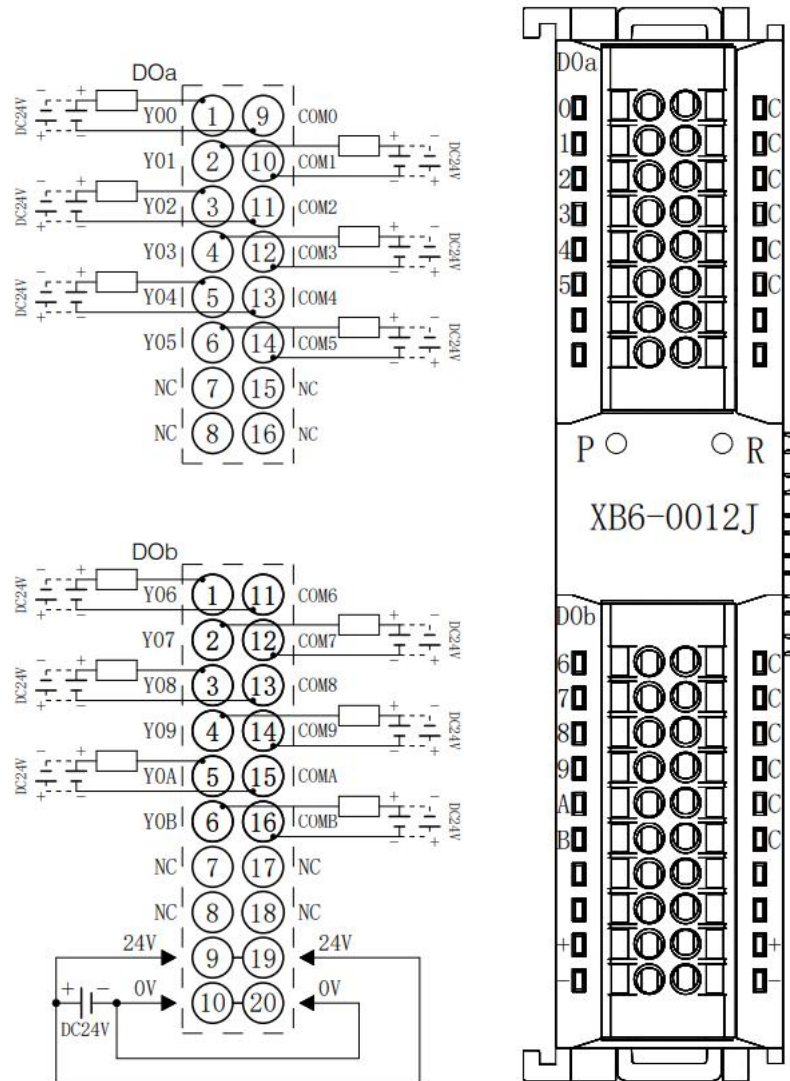 DOa
DC24V - + Y00 1 9 COM0
Y01 2 10 COM1 + - DC24V
DC24V - + Y02 3 11 COM2
Y03 4 12 COM3 + - DC24V
DC24V - + Y04 5 13 COM4
Y05 6 14 COM5 + - DC24V
NC 7 15 NC
NC 8 16 NC
DOb
DC24V - + Y06 1 11 COM6
Y07 2 12 COM7 + - DC24V
DC24V - + Y08 3 13 COM8
Y09 4 14 COM9 + - DC24V
DC24V - + Y0A 5 15 COMA
Y0B 6 16 COMB + - DC24V
NC 7 17 NC
NC 8 18 NC
24V 9 19 24V
+ - 0V 10 20 0V
DC24V
DOa
0 C
1 C
2 C
3 C
4 C
5 C
P R
XB6-0012J
DOb
6 C
7 C
8 C
9 C
A C
B C
+ +
- -